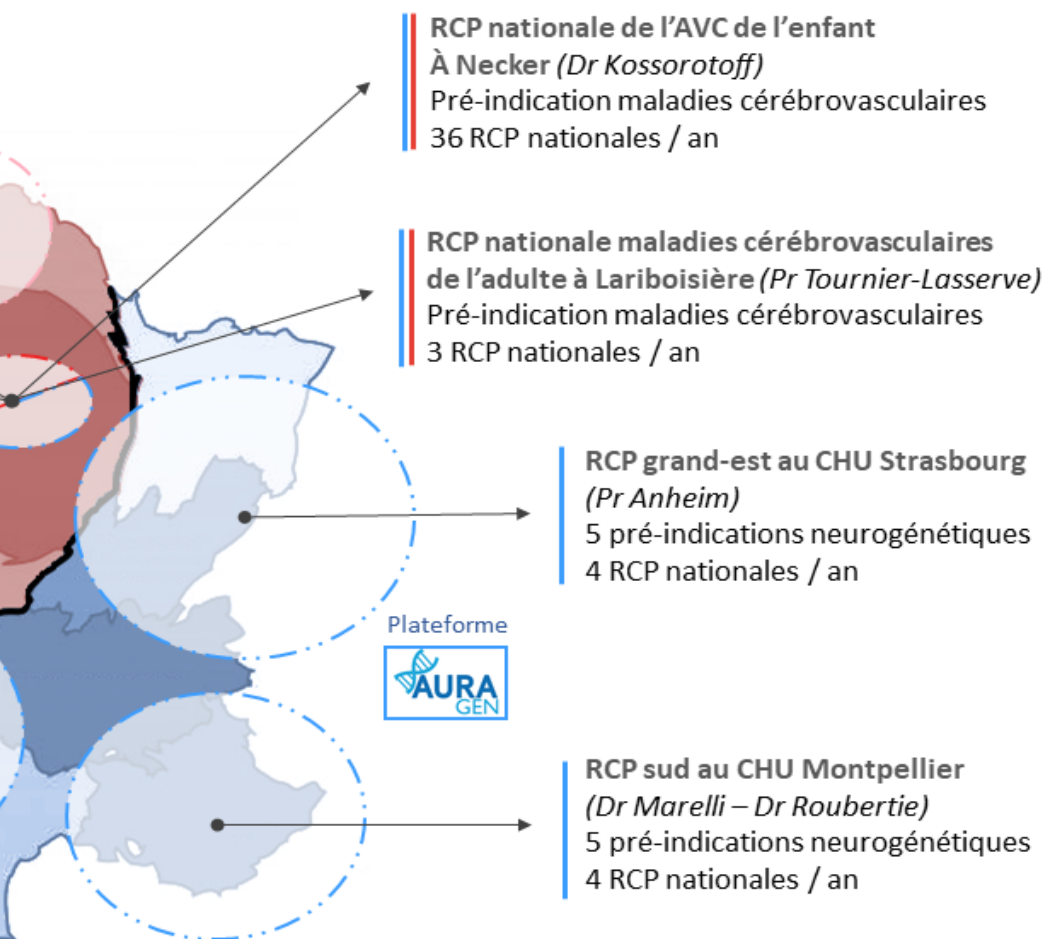 RCP nationale de l'AVC de l'enfant
À Necker (Dr Kossorotoff)
Pré-indication maladies cérébrovasculaires
36 RCP nationales / an
RCP nationale maladies cérébrovasculaires
de l'adulte à Lariboisière (Pr Tournier-Lasserve)
Pré-indication maladies cérébrovasculaires
3 RCP nationales / an
RCP grand-est au CHU Strasbourg
(Pr Anheim)
5 pré-indications neurogénétiques
4 RCP nationales / an
Plateforme
AURA
GEN
RCP sud au CHU Montpellier
(Dr Marelli – Dr Roubertie)
5 pré-indications neurogénétiques
4 RCP nationales / an